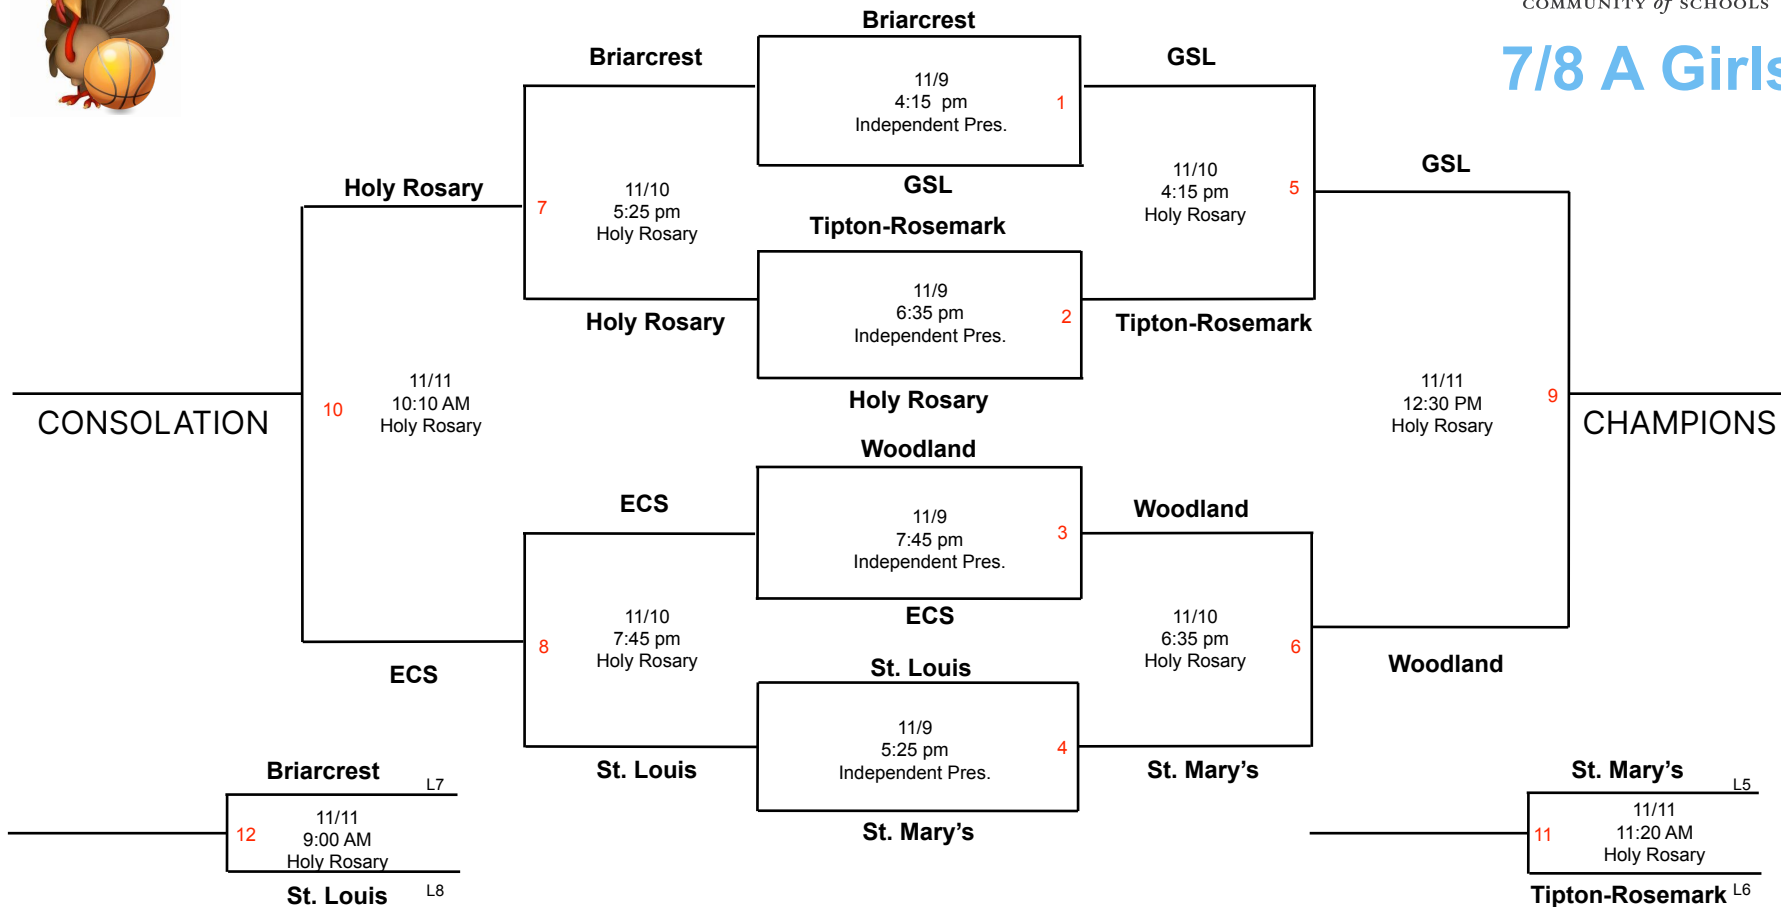 COMMUNITY of SCHOOLS
7/8 A Girls
Briarcrest
Briarcrest
GSL
11/9
4:15 pm
Independent Pres.
1
GSL
Holy Rosary
7
11/10
5:25 pm
Holy Rosary
11/10
4:15 pm
Holy Rosary
5
GSL
Tipton-Rosemark
11/9
6:35 pm
Independent Pres.
2
Holy Rosary
Tipton-Rosemark
Holy Rosary
CONSOLATION
10
11/11
10:10 AM
Holy Rosary
11/11
12:30 PM
Holy Rosary
9
CHAMPIONS
Woodland
ECS
Woodland
11/9
7:45 pm
Independent Pres.
3
ECS
8
11/10
7:45 pm
Holy Rosary
11/10
6:35 pm
Holy Rosary
6
ECS
Woodland
St. Louis
11/9
5:25 pm
Independent Pres.
4
St. Louis
St. Mary’s
St. Mary’s
Briarcrest
L7
12
11/11
9:00 AM
Holy Rosary
St. Louis
L8
St. Mary’s
L5
11
11/11
11:20 AM
Holy Rosary
Tipton-Rosemark
L6